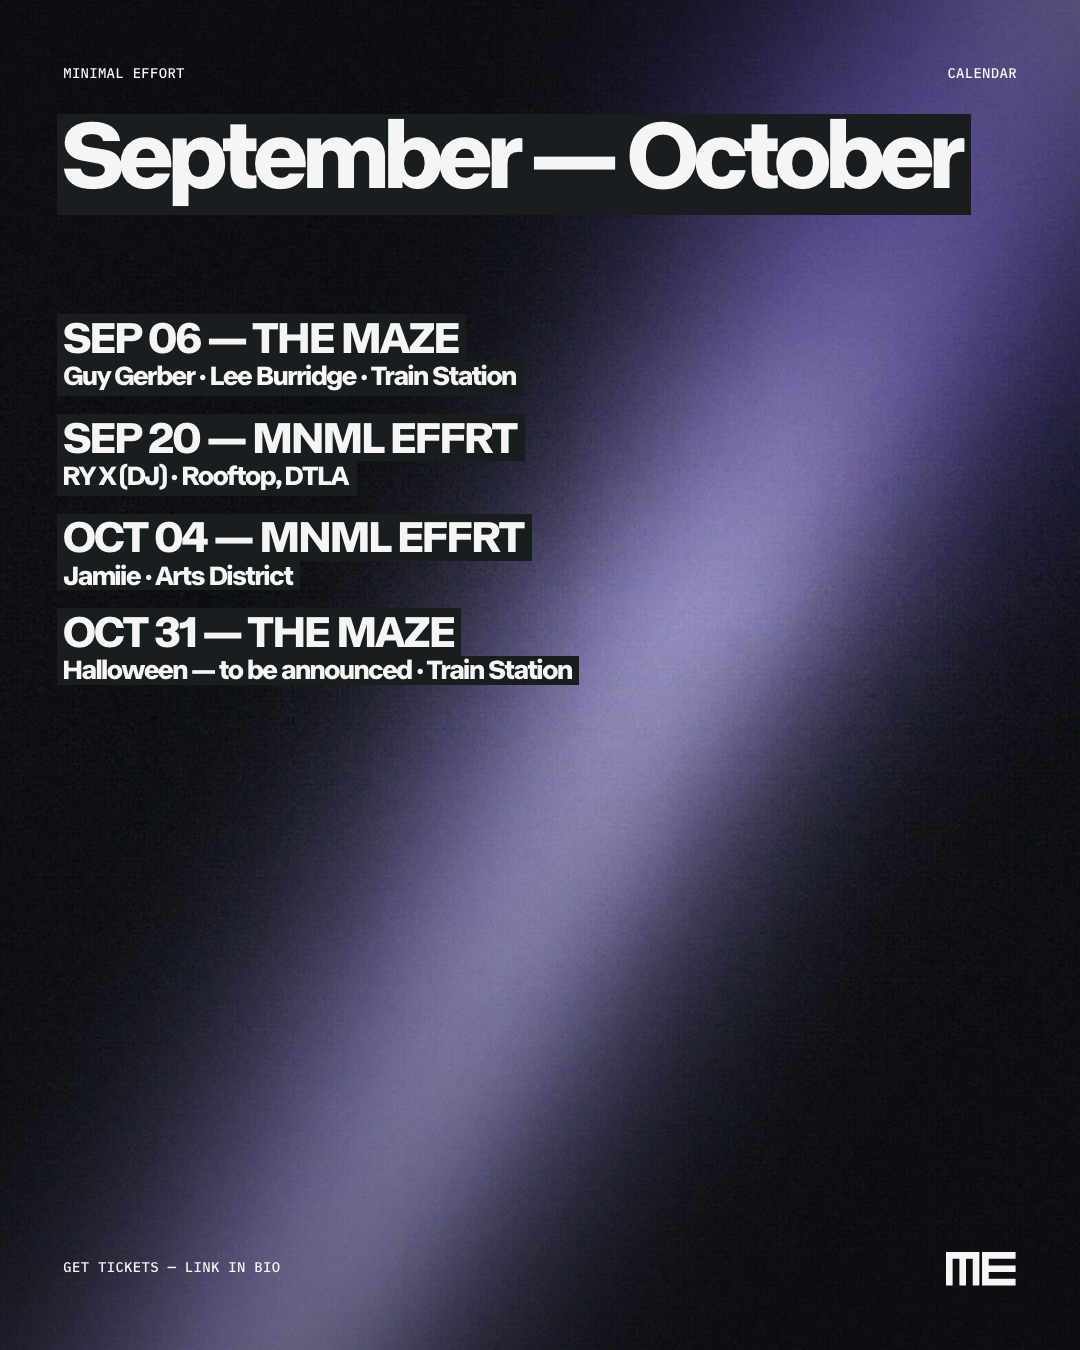 MINIMAL EFFORT
CALENDAR
September — October
SEP 06 — THE MAZE
Guy Gerber · Lee Burridge · Train Station
SEP 20 — MNML EFFRT
RY X (DJ) · Rooftop, DTLA
OCT 04 — MNML EFFRT
Jamiie · Arts District
OCT 31 — THE MAZE
Halloween — to be announced · Train Station
GET TICKETS — LINK IN BIO
ME